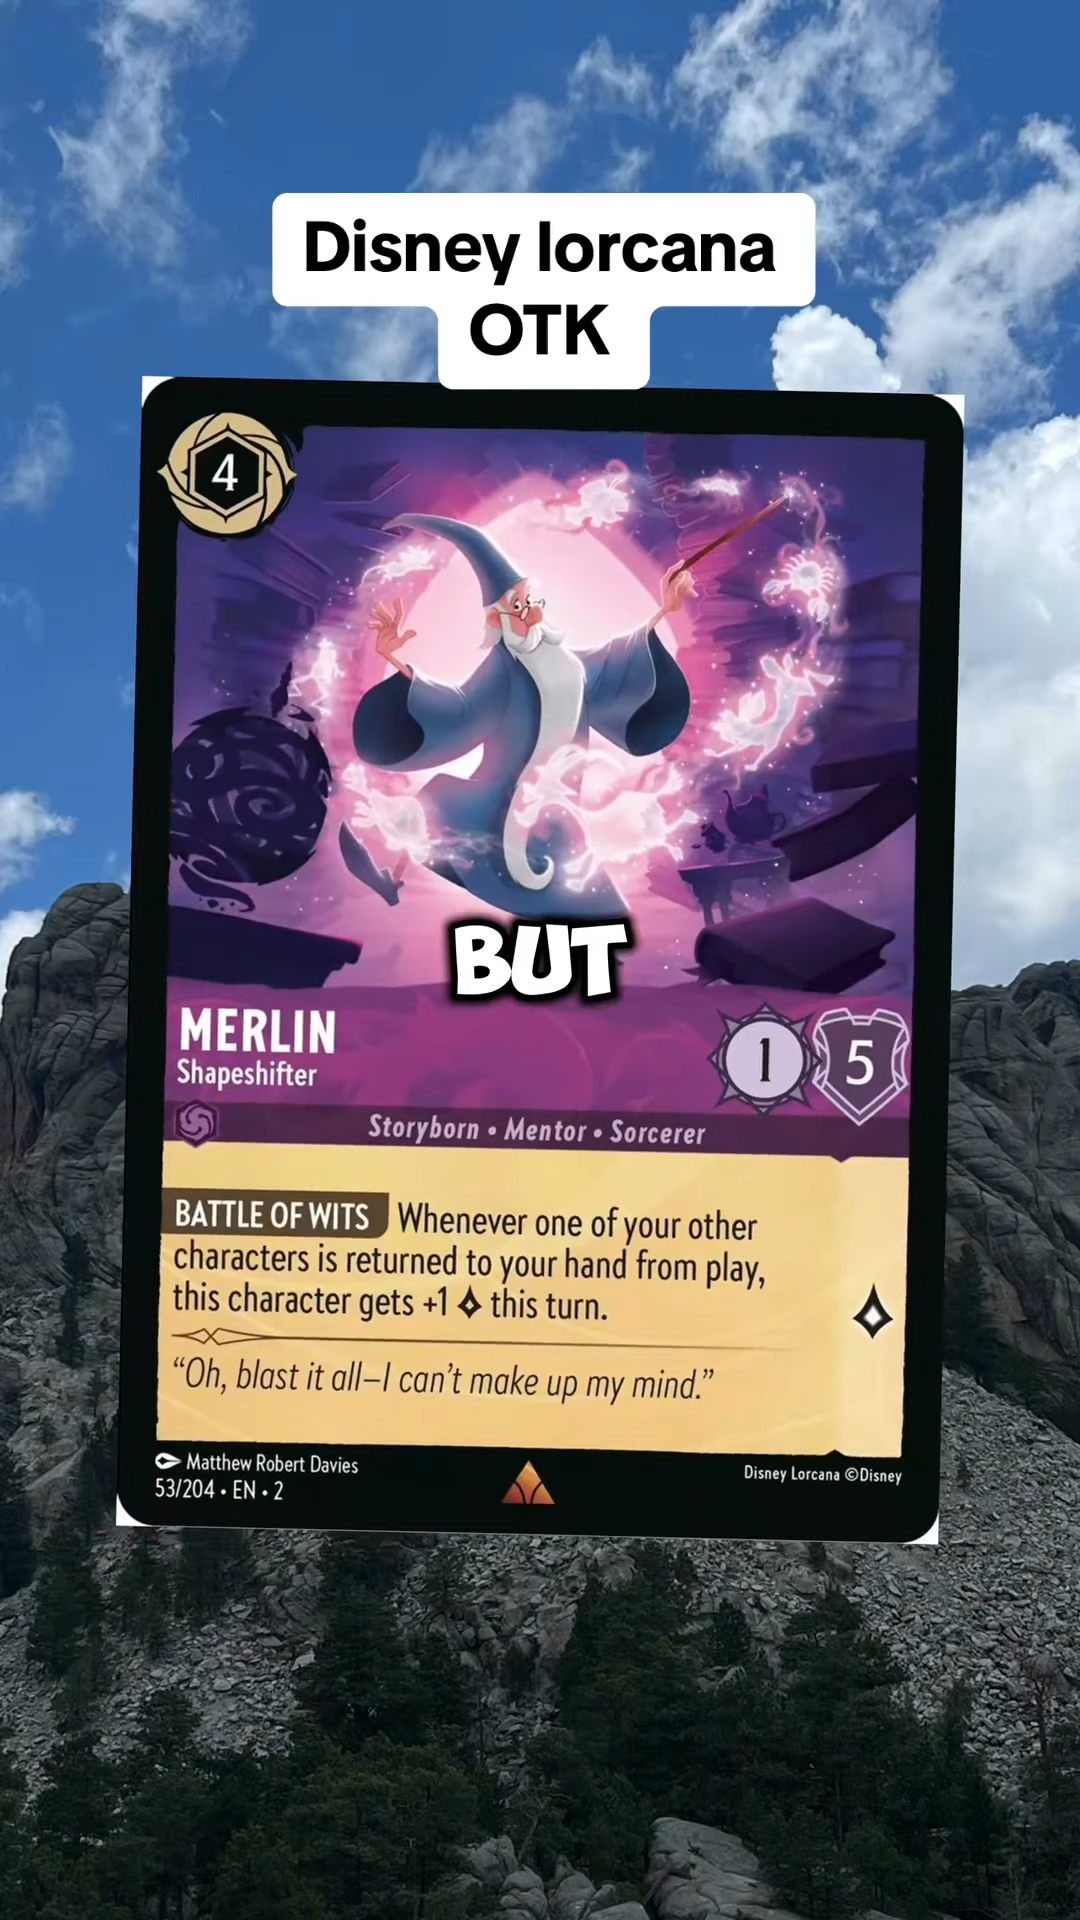 Disney lorcana
OTK
4
BUT
MERLIN
Shapeshifter
1 5
Storyborn • Mentor • Sorcerer
BATTLE OF WITS Whenever one of your other
characters is returned to your hand from play,
this character gets +1 ⟡ this turn.
“Oh, blast it all–I can’t make up my mind.”
Matthew Robert Davies
53/204 • EN • 2
Disney Lorcana ©Disney